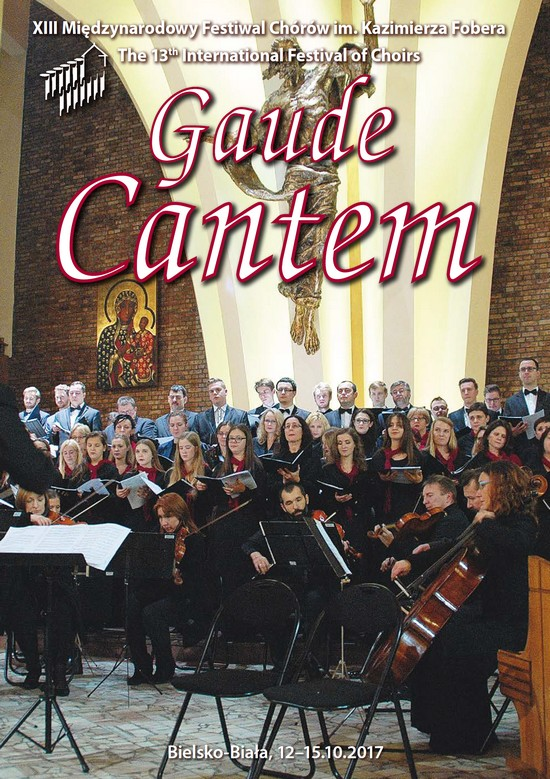 XIII Międzynarodowy Festiwal Chórów im. Kazimierza Fobera
The 13th International Festival of Choirs
Gaude
Cantem
Bielsko-Biała, 12–15.10.2017